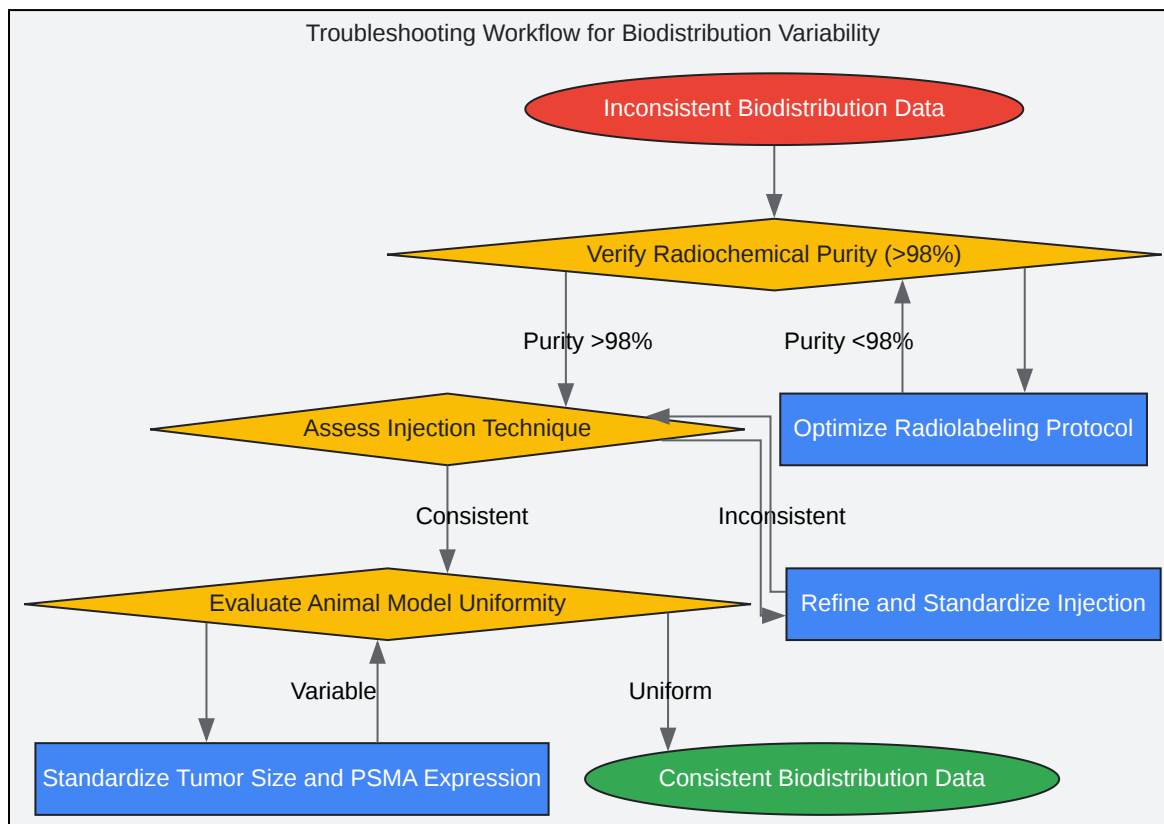 Troubleshooting Workflow for Biodistribution Variability
Inconsistent Biodistribution Data
Verify Radiochemical Purity (>98%)
Purity >98%
Purity <98%
Assess Injection Technique
Optimize Radiolabeling Protocol
Consistent
Inconsistent
Evaluate Animal Model Uniformity
Refine and Standardize Injection
Variable
Uniform
Standardize Tumor Size and PSMA Expression
Consistent Biodistribution Data